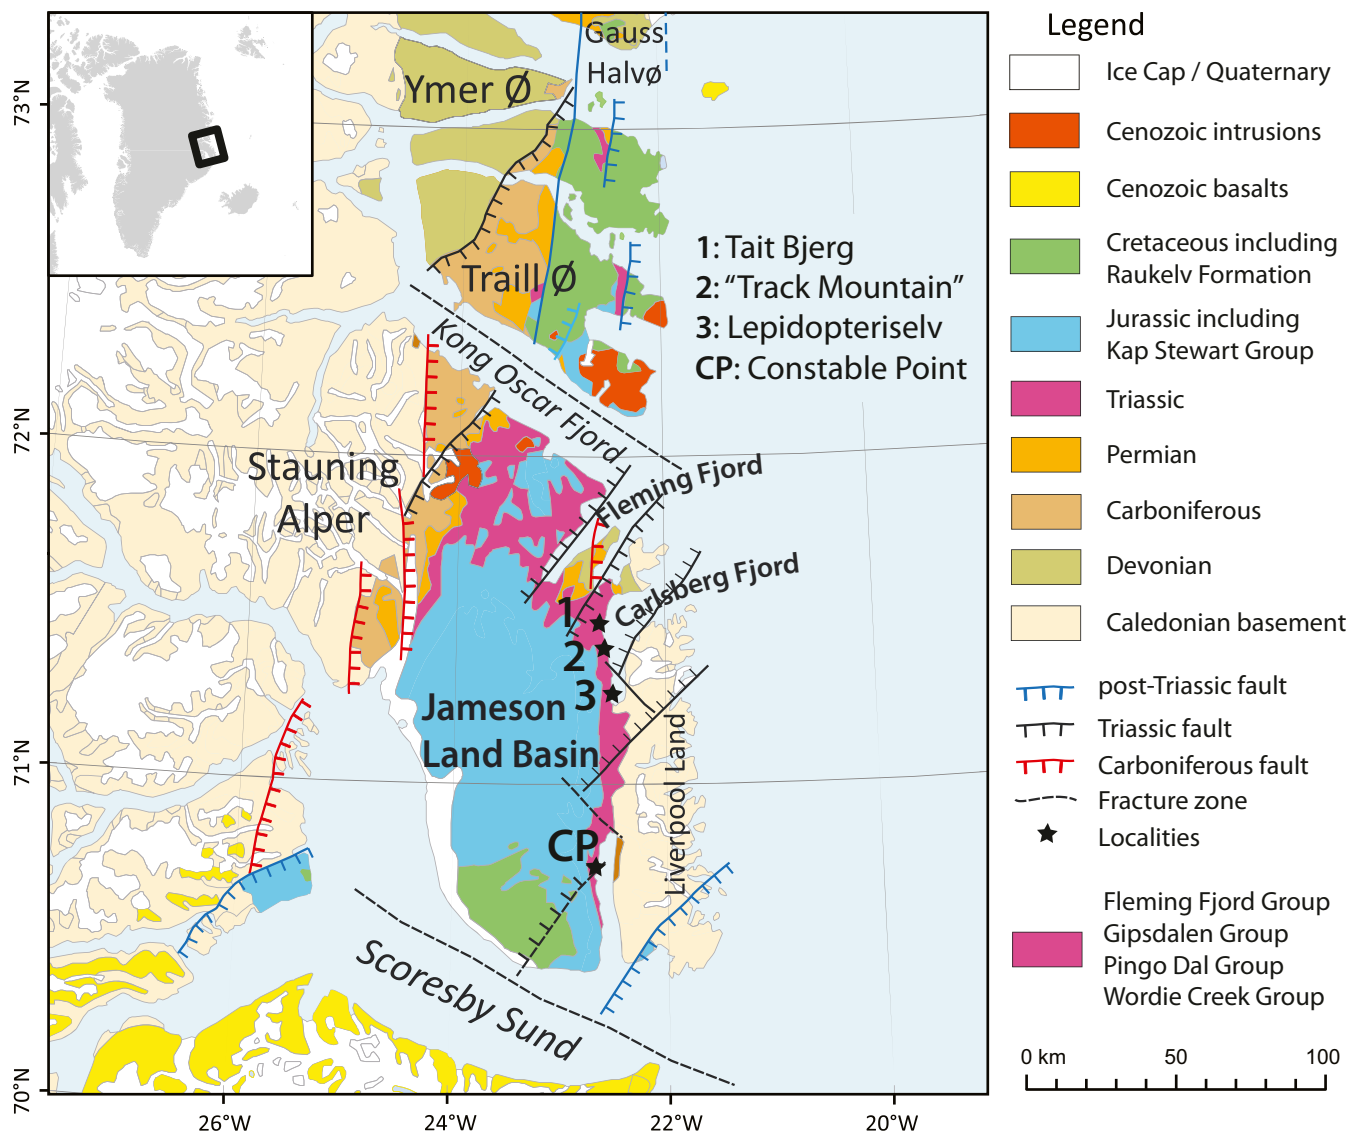 Gauss
Halvø
Ymer Ø
Traill Ø
1: Tait Bjerg
2: “Track Mountain”
3: Lepidopteriselv
CP: Constable Point
Kong Oscar Fjord
Stauning
Alper
Fleming Fjord
Carlsberg Fjord
1
2
3
Jameson
Land Basin
Liverpool Land
CP
Scoresby Sund
73°N
72°N
71°N
70°N
26°W
24°W
22°W
20°W
Legend
Ice Cap / Quaternary
Cenozoic intrusions
Cenozoic basalts
Cretaceous including
Raukelv Formation
Jurassic including
Kap Stewart Group
Triassic
Permian
Carboniferous
Devonian
Caledonian basement
post-Triassic fault
Triassic fault
Carboniferous fault
Fracture zone
Localities
Fleming Fjord Group
Gipsdalen Group
Pingo Dal Group
Wordie Creek Group
0 km
50
100